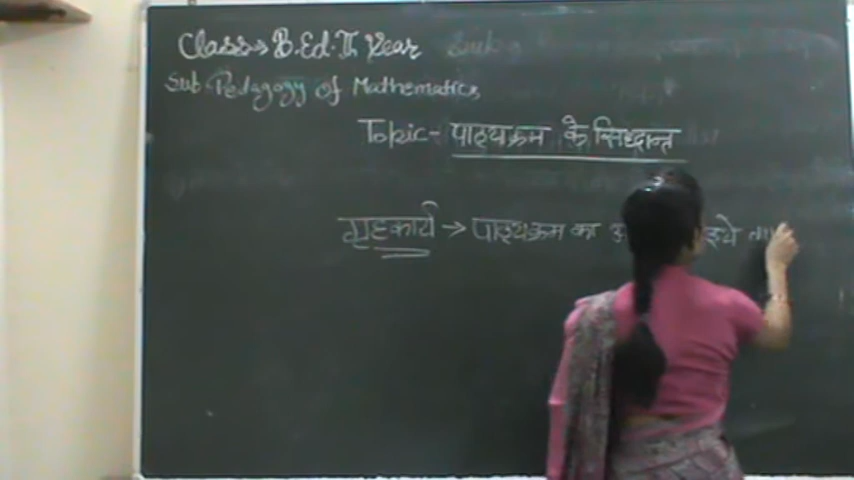 Class→ B.Ed. II Year
Sub. Pedagogy of Mathematics
Topic- पाठ्यक्रम के सिध्दान्त
गृहकार्य → पाठ्यक्रम का